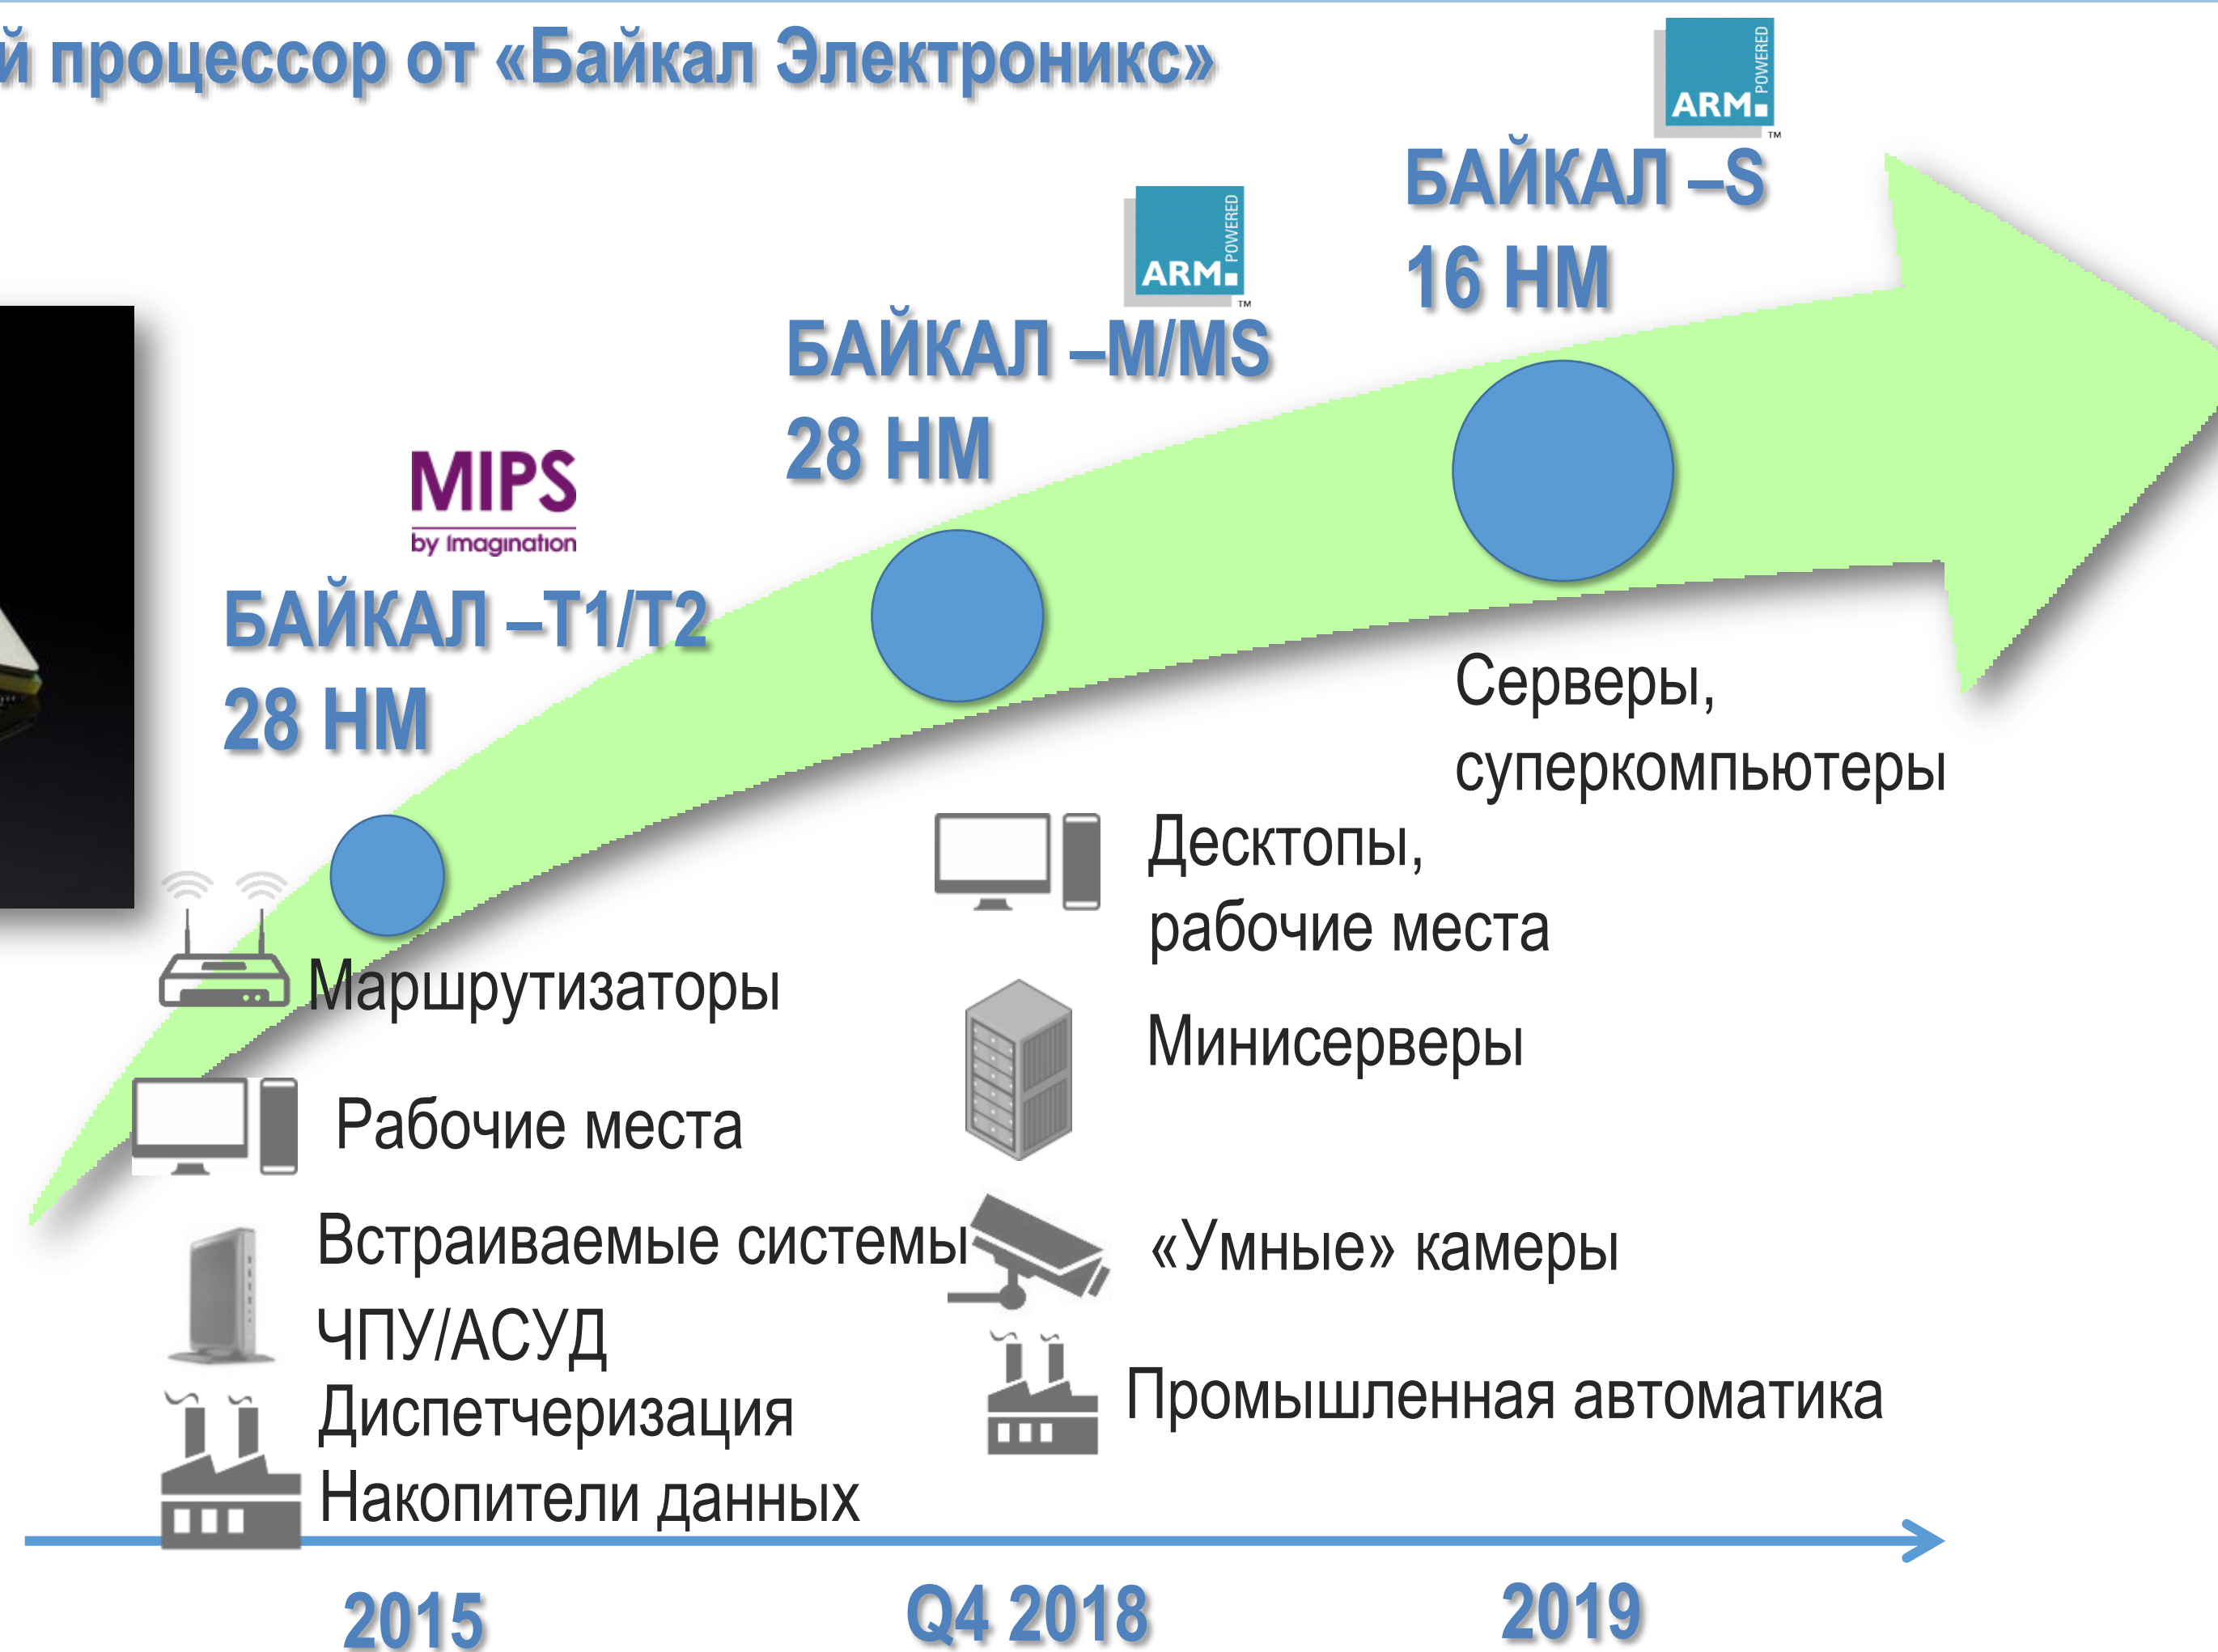 й процессор от «Байкал Электроникс»
ARM POWERED
TM
БАЙКАЛ –S
16 НМ
ARM POWERED
TM
БАЙКАЛ –M/MS
28 НМ
MIPS
by Imagination
БАЙКАЛ –T1/T2
28 НМ
Серверы,
суперкомпьютеры
Десктопы,
рабочие места
Маршрутизаторы
Минисерверы
Рабочие места
Встраиваемые системы
«Умные» камеры
ЧПУ/АСУД
Диспетчеризация
Промышленная автоматика
Накопители данных
2015
Q4 2018
2019